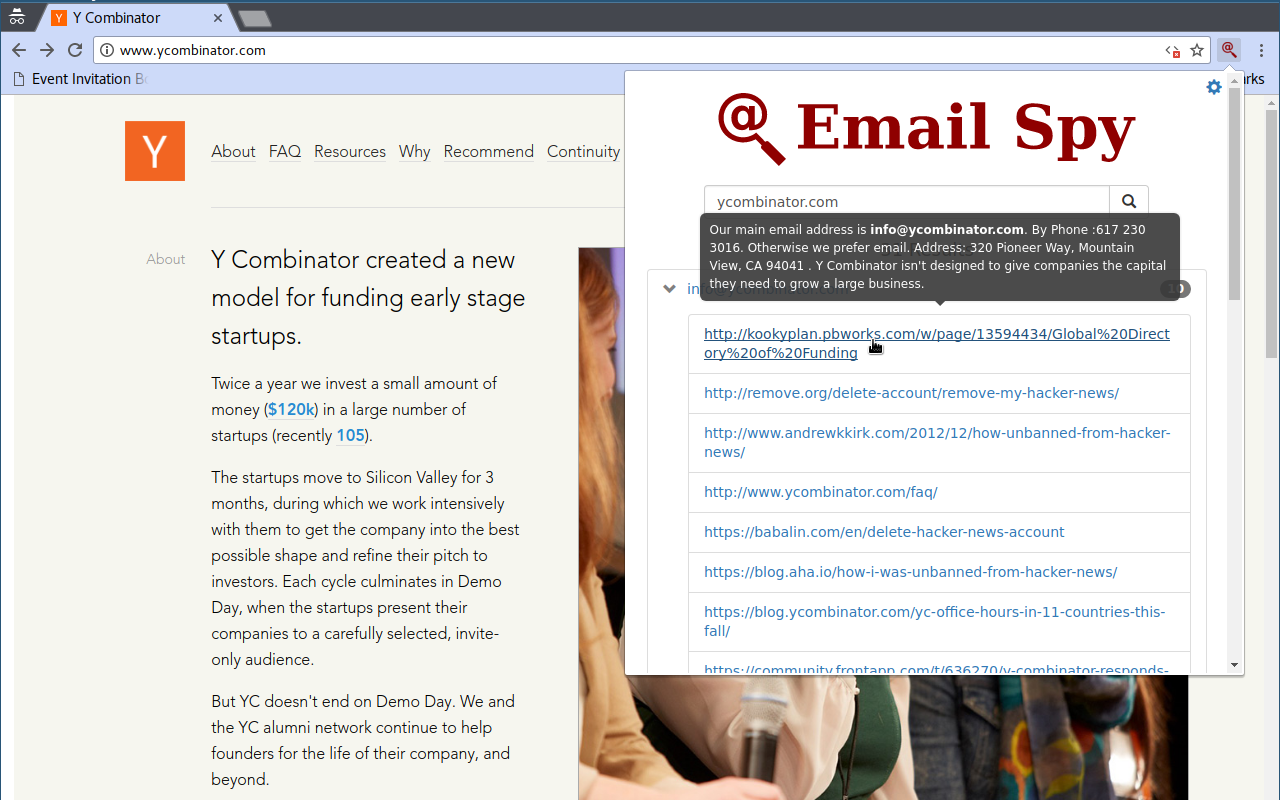 Y Combinator
www.ycombinator.com
Event Invitation
rks
Y
About FAQ Resources Why Recommend Continuity
About
Y Combinator created a new
model for funding early stage
startups.
Twice a year we invest a small amount of
money ($120k) in a large number of
startups (recently 105).
The startups move to Silicon Valley for 3
months, during which we work intensively
with them to get the company into the best
possible shape and refine their pitch to
investors. Each cycle culminates in Demo
Day, when the startups present their
companies to a carefully selected, invite-
only audience.
But YC doesn't end on Demo Day. We and
the YC alumni network continue to help
founders for the life of their company, and
beyond.
@ Email Spy
ycombinator.com
Our main email address is info@ycombinator.com. By Phone :617 230
3016. Otherwise we prefer email. Address: 320 Pioneer Way, Mountain
View, CA 94041 . Y Combinator isn't designed to give companies the capital
they need to grow a large business.
http://kookyplan.pbworks.com/w/page/13594434/Global%20Direct
ory%20of%20Funding
http://remove.org/delete-account/remove-my-hacker-news/
http://www.andrewkkirk.com/2012/12/how-unbanned-from-hacker-
news/
http://www.ycombinator.com/faq/
https://babalin.com/en/delete-hacker-news-account
https://blog.aha.io/how-i-was-unbanned-from-hacker-news/
https://blog.ycombinator.com/yc-office-hours-in-11-countries-this-
fall/
https://community.frontapp.com/t/636270/y-combinator-responds-